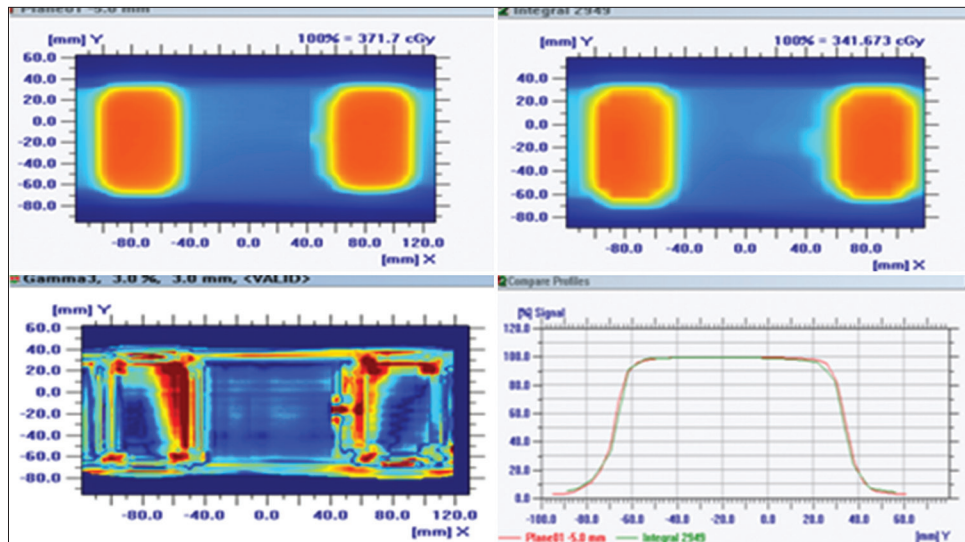 Plane01 -5.0 mm
[mm] Y
100% = 371.7 cGy
60.0
40.0
20.0
0.0
-20.0
-40.0
-60.0
-80.0
-80.0 -40.0 0.0 40.0 80.0 120.0
[mm] X
2 Integral 2949
[mm] Y
100% = 341.673 cGy
60.0
40.0
20.0
0.0
-20.0
-40.0
-60.0
-80.0
-80.0 -40.0 0.0 40.0 80.0
[mm] X
Gamma3, 3.0 %, 3.0 mm, <VALID>
[mm] Y
60.0
40.0
20.0
0.0
-20.0
-40.0
-60.0
-80.0
-80.0 -40.0 0.0 40.0 80.0 120.0
[mm] X
Compare Profiles
[%] Signal
120.0
100.0
80.0
60.0
40.0
20.0
0.0
-100.0 -80.0 -60.0 -40.0 -20.0 0.0 20.0 40.0 60.0
[mm] Y
Plane01 -5.0 mm
Integral 2949